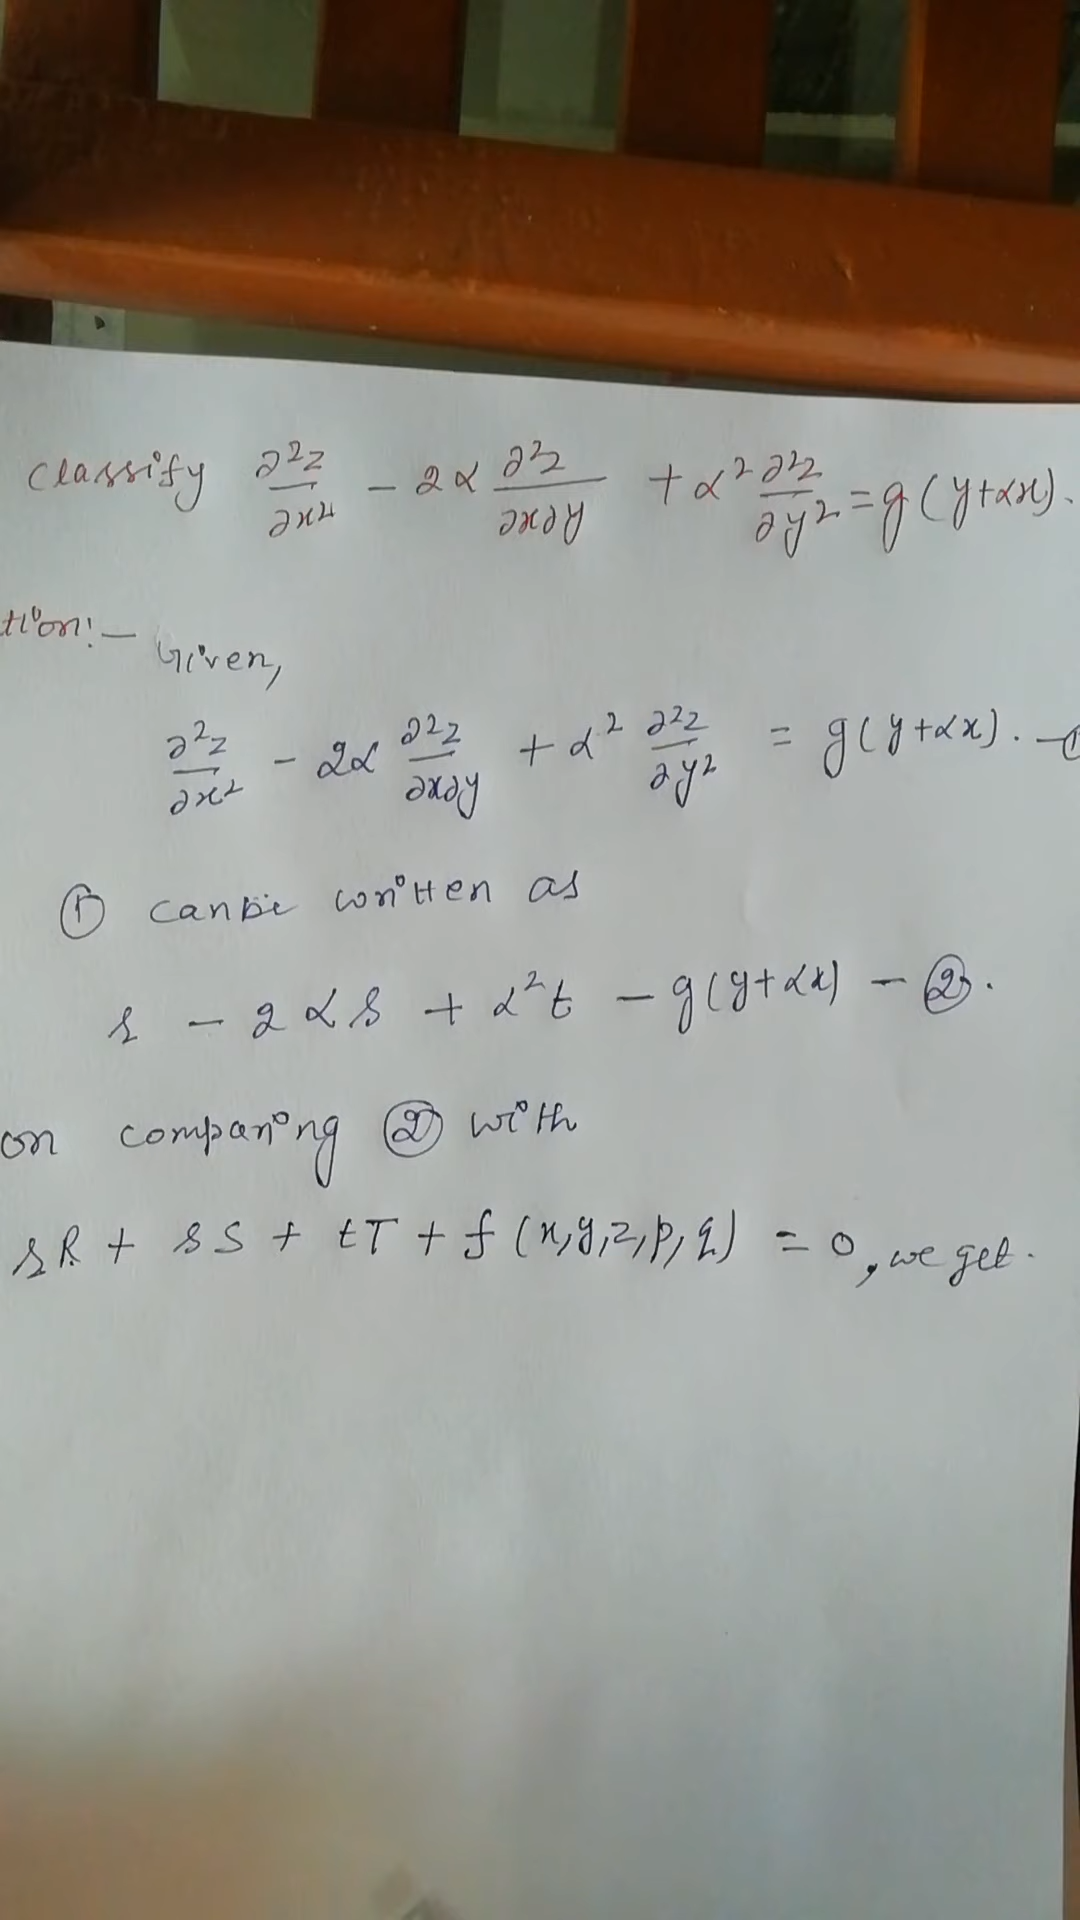 Classify ∂²z/∂x² - 2α ∂²z/∂x∂y + α² ∂²z/∂y² = g(y+αx).
tion:- Given,
∂²z/∂x² - 2α ∂²z/∂x∂y + α² ∂²z/∂y² = g(y+αx). - ①
① can be written as
r - 2αs + α²t - g(y+αx) - ②.
on comparing ② with
rR + sS + tT + f(x,y,z,p,q) = 0, we get.